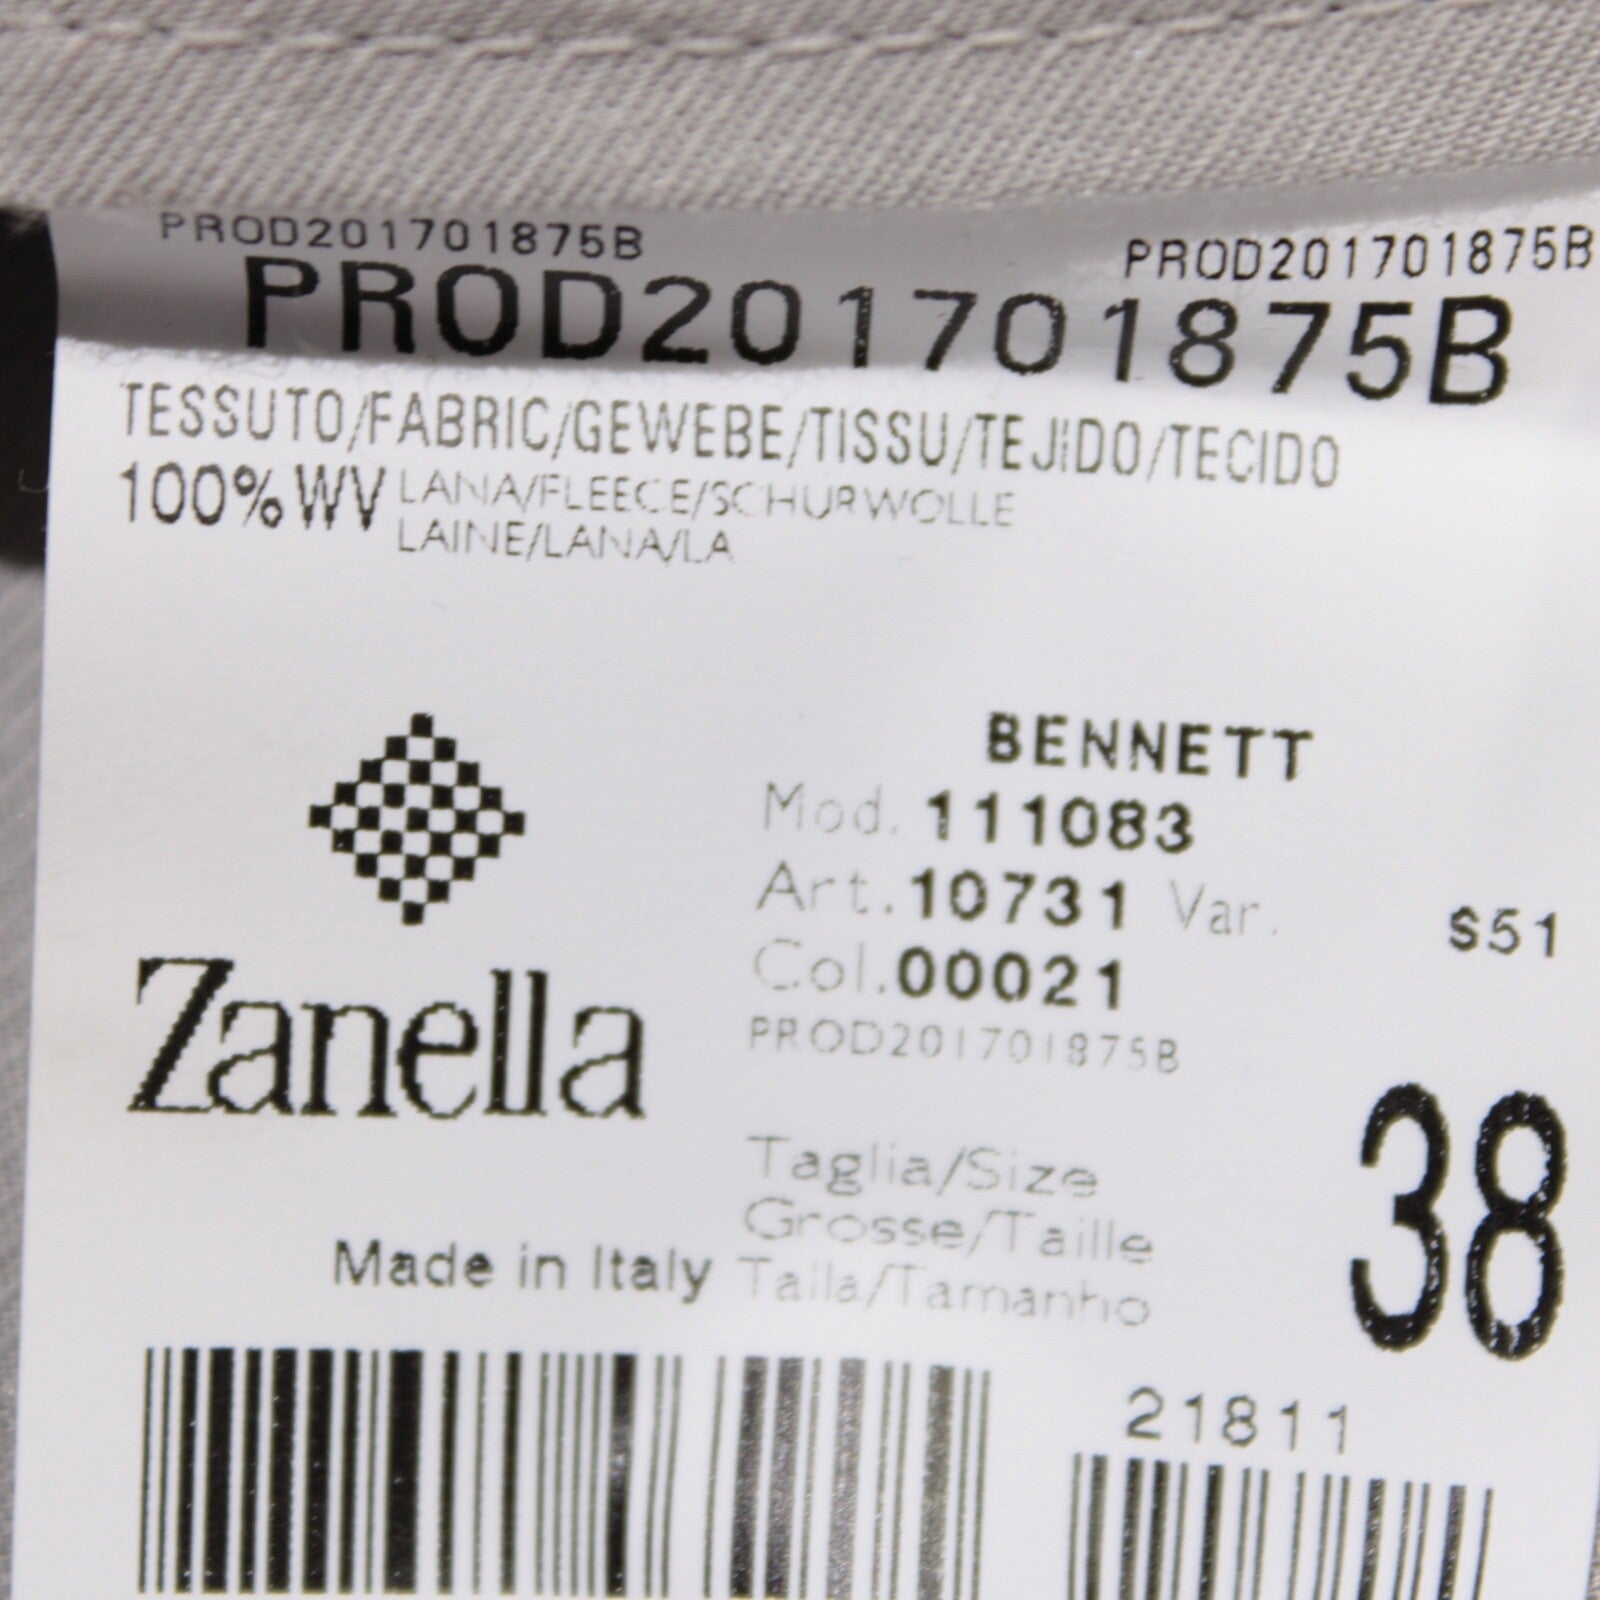 PROD201701875B PROD201701875B
PROD201701875B
TESSUTO/FABRIC/GEWEBE/TISSU/TEJIDO/TECIDO
100% WV LANA/FLEECE/SCHURWOLLE
LAINE/LANA/LA
BENNETT
Mod. 111083
Art. 10731 Var. S51
Col. 00021
PROD201701875B
Zanella
Taglia/Size
Grosse/Taille
Talla/Tamanho
38
Made in Italy
21811